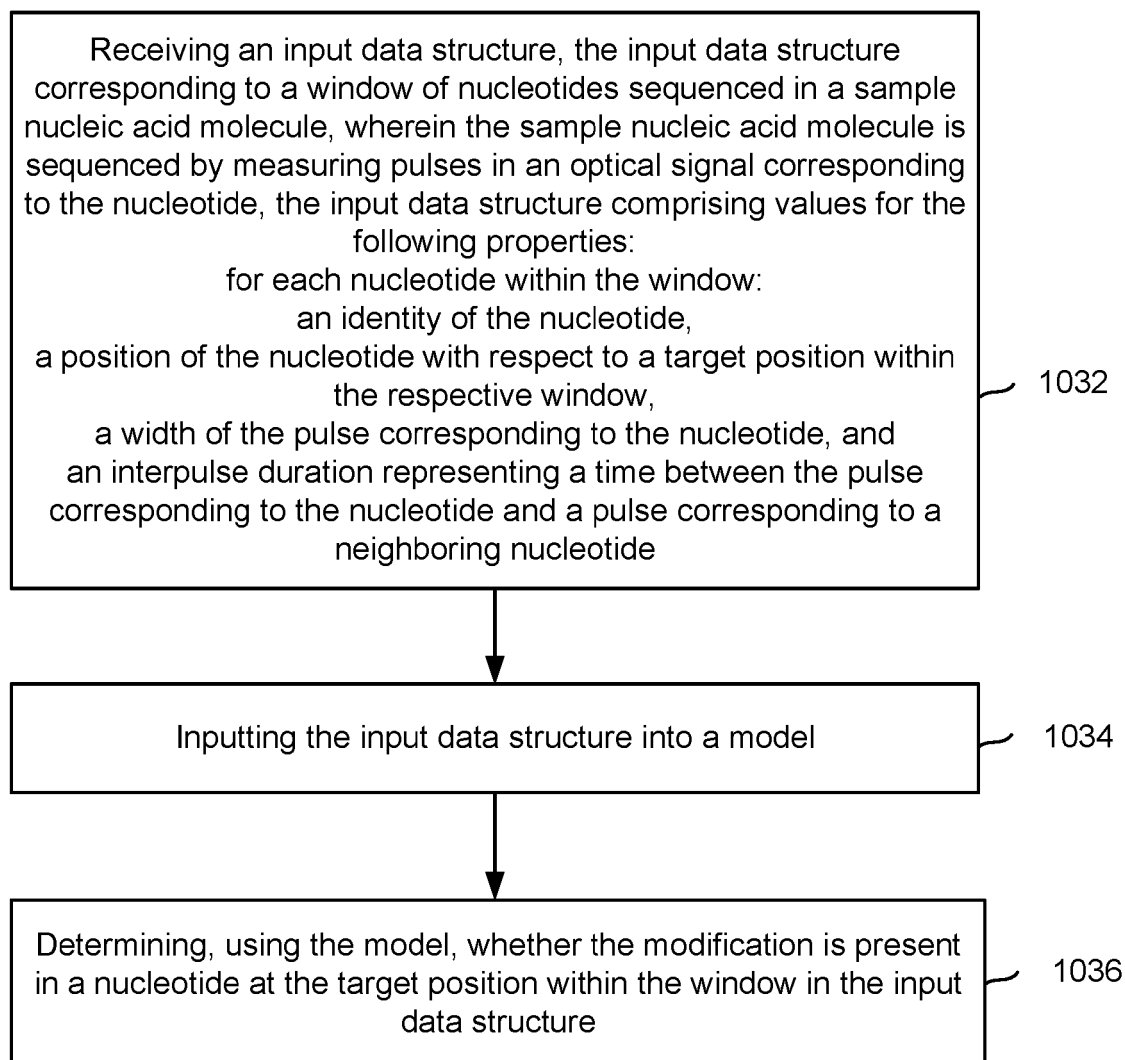 Receiving an input data structure, the input data structure
corresponding to a window of nucleotides sequenced in a sample
nucleic acid molecule, wherein the sample nucleic acid molecule is
sequenced by measuring pulses in an optical signal corresponding
to the nucleotide, the input data structure comprising values for the
following properties:
for each nucleotide within the window:
an identity of the nucleotide,
a position of the nucleotide with respect to a target position within
the respective window,
a width of the pulse corresponding to the nucleotide, and
an interpulse duration representing a time between the pulse
corresponding to the nucleotide and a pulse corresponding to a
neighboring nucleotide
1032
Inputting the input data structure into a model
1034
Determining, using the model, whether the modification is present
in a nucleotide at the target position within the window in the input
data structure
1036